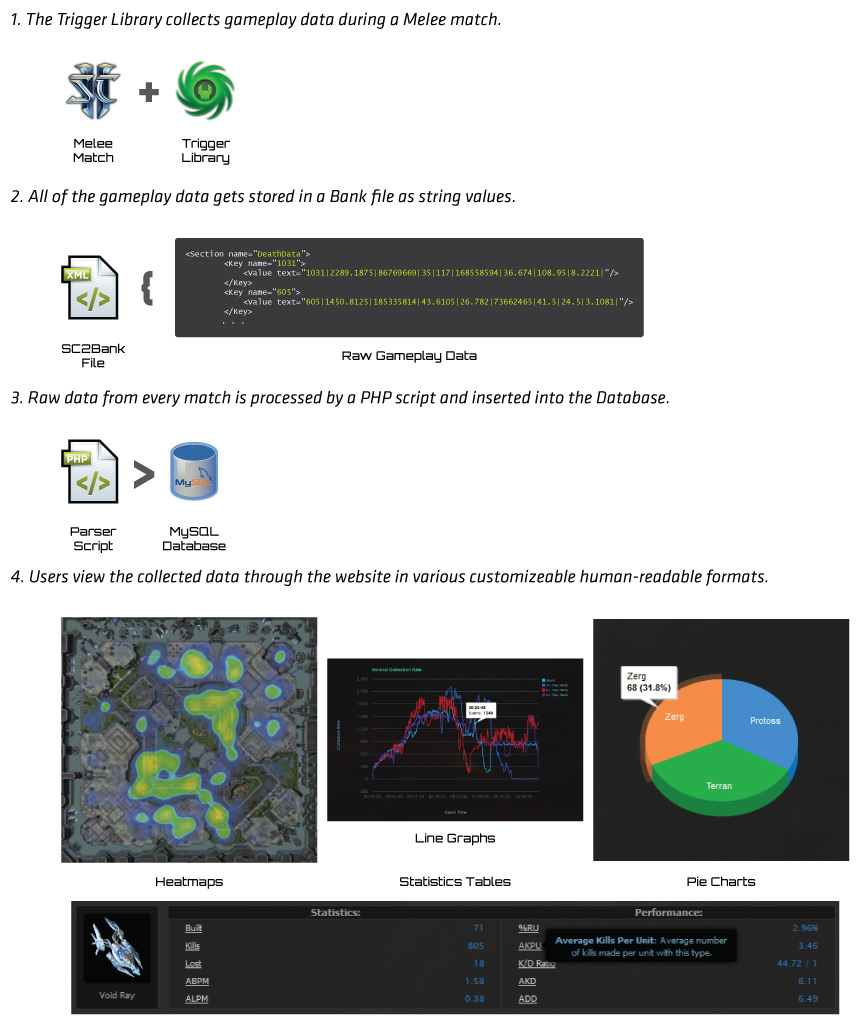 1. The Trigger Library collects gameplay data during a Melee match.
SC
+
Melee
Match
Trigger
Library
2. All of the gameplay data gets stored in a Bank file as string values.
XML
</>
{
<Section name="DeathData">
<Key name="1031">
<Value text="1031|2289.1875|86769669|35|117|168558594|36.674|108.95|8.2221|"/>
</Key>
<Key name="605">
<Value text="605|1450.8125|185335814|43.6105|26.782|73662465|41.5|24.5|3.1081|"/>
</Key>
. . .
SC2Bank
File
Raw Gameplay Data
3. Raw data from every match is processed by a PHP script and inserted into the Database.
PHP
</>
>
MySQL
Parser
Script
MySQL
Database
4. Users view the collected data through the website in various customizeable human-readable formats.
Mineral Collection Rate
Game Time
Line Graphs
Zerg
68 (31.8%)
Zerg
Protoss
Terran
Heatmaps
Statistics Tables
Pie Charts
Void Ray
Statistics:
Built 71
Kills 805
Lost 18
ABPM 1.58
ALPM 0.38
Performance:
%RU 2.96%
AKPU 3.46
Average Kills Per Unit: Average number
of kills made per unit with this type.
K/D Ratio 44.72 / 1
AKD 6.11
ADD 6.49